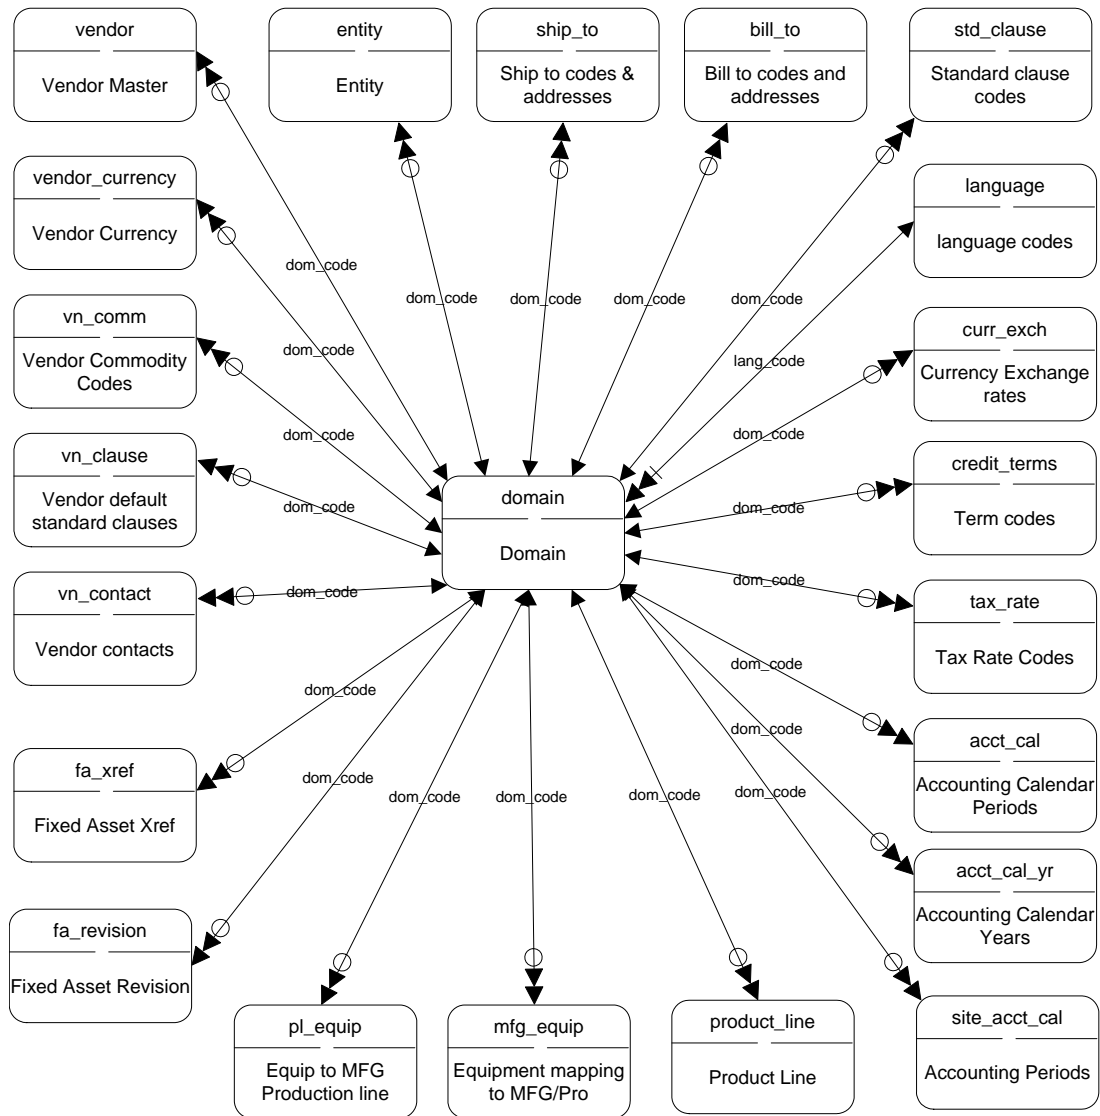 vendor
Vendor Master
entity
Entity
ship_to
Ship to codes &
addresses
bill_to
Bill to codes and
addresses
std_clause
Standard clause
codes
vendor_currency
Vendor Currency
language
language codes
dom_code
dom_code
dom_code
dom_code
dom_code
vn_comm
Vendor Commodity
Codes
dom_code
lang_code
curr_exch
Currency Exchange
rates
vn_clause
Vendor default
standard clauses
dom_code
dom_code
credit_terms
Term codes
dom_code
dom_code
domain
Domain
vn_contact
Vendor contacts
dom_code
dom_code
tax_rate
Tax Rate Codes
dom_code
dom_code
fa_xref
Fixed Asset Xref
dom_code
dom_code
dom_code
dom_code
dom_code
dom_code
acct_cal
Accounting Calendar
Periods
acct_cal_yr
Accounting Calendar
Years
fa_revision
Fixed Asset Revision
pl_equip
Equip to MFG
Production line
mfg_equip
Equipment mapping
to MFG/Pro
product_line
Product Line
site_acct_cal
Accounting Periods